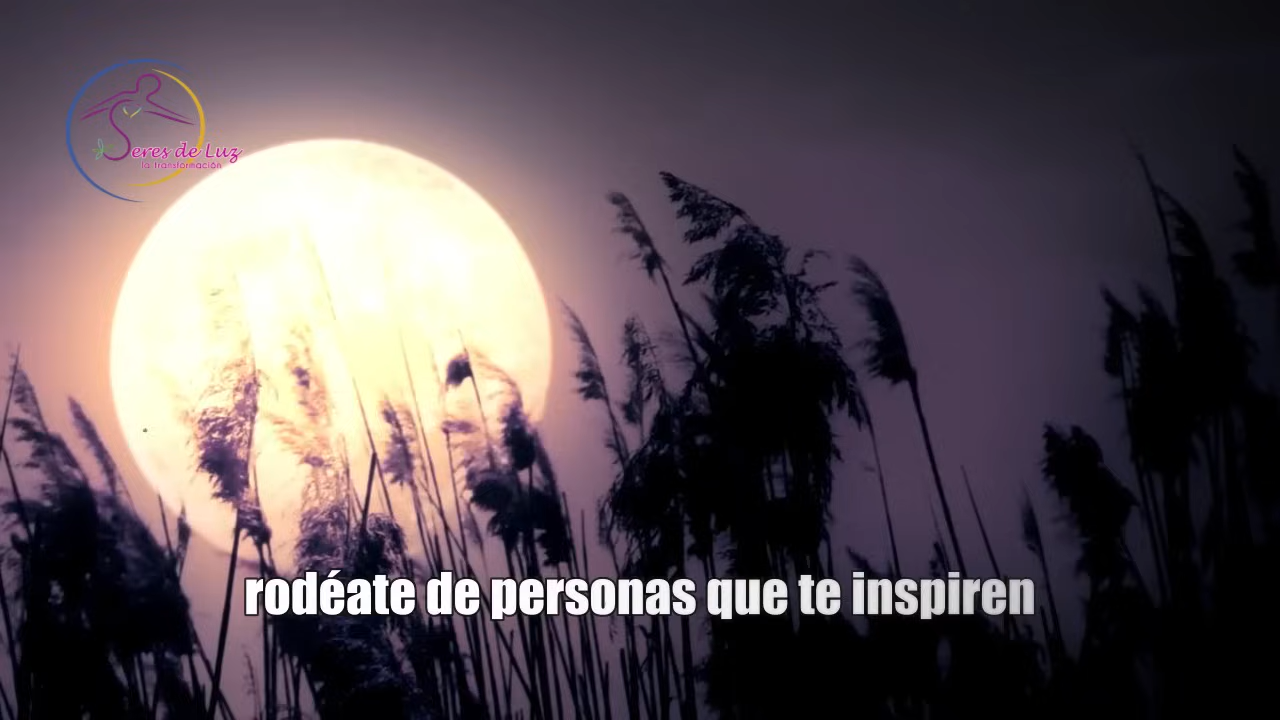 Seres de Luz
la transformación
rodéate de personas que te inspiren